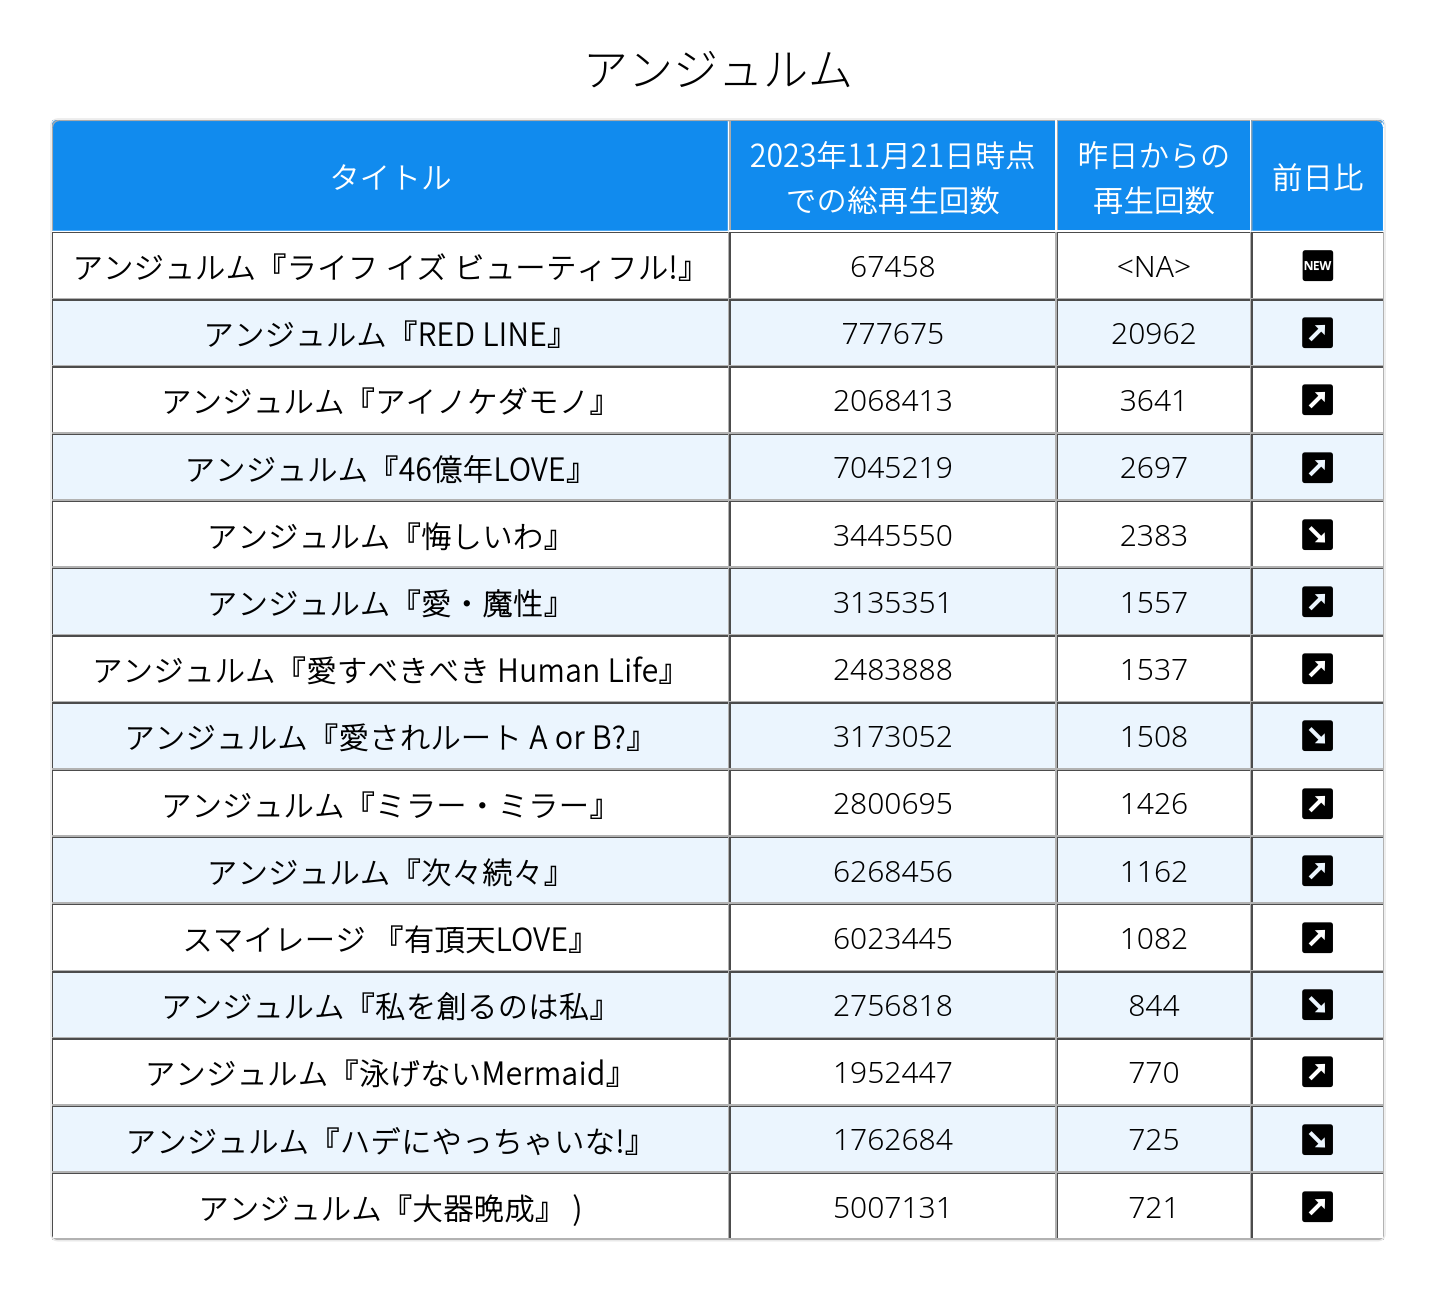 アンジュルム
タイトル
2023年11月21日時点
での総再生回数
昨日からの
再生回数
前日比
アンジュルム『ライフ イズ ビューティフル!』 67458 <NA> NEW
アンジュルム『RED LINE』 777675 20962
アンジュルム『アイノケダモノ』 2068413 3641
アンジュルム『46億年LOVE』 7045219 2697
アンジュルム『悔しいわ』 3445550 2383
アンジュルム『愛・魔性』 3135351 1557
アンジュルム『愛すべきべき Human Life』 2483888 1537
アンジュルム『愛されルート A or B?』 3173052 1508
アンジュルム『ミラー・ミラー』 2800695 1426
アンジュルム『次々続々』 6268456 1162
スマイレージ 『有頂天LOVE』 6023445 1082
アンジュルム『私を創るのは私』 2756818 844
アンジュルム『泳げないMermaid』 1952447 770
アンジュルム『ハデにやっちゃいな!』 1762684 725
アンジュルム『大器晩成』 ) 5007131 721